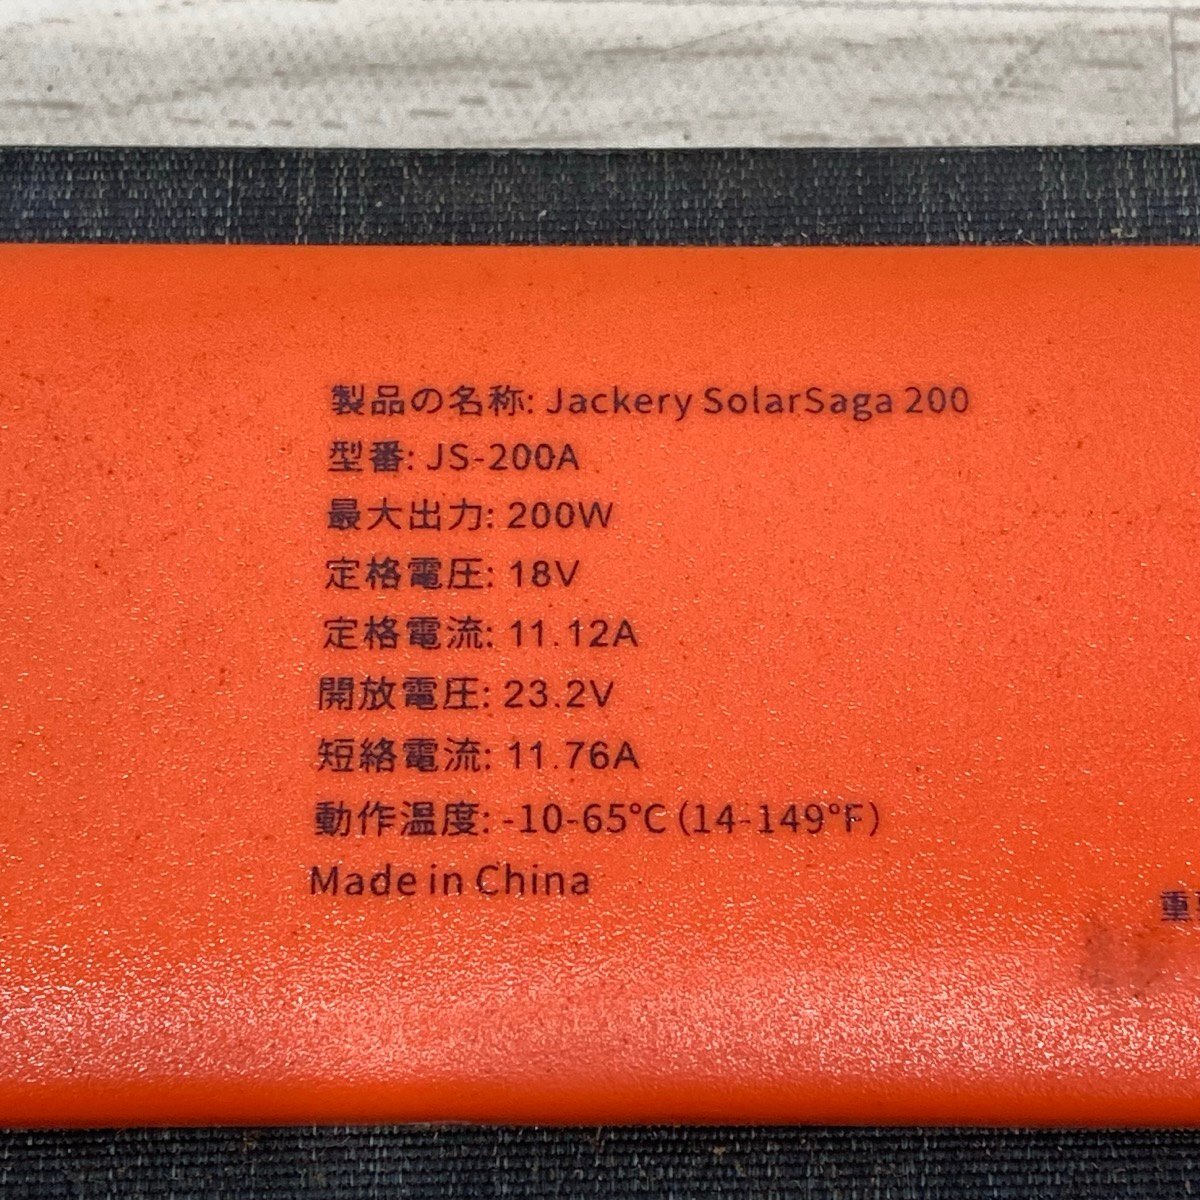 製品の名称: Jackery SolarSaga 200
型番: JS-200A
最大出力: 200W
定格電圧: 18V
定格電流: 11.12A
開放電圧: 23.2V
短絡電流: 11.76A
動作温度: -10-65℃ (14-149°F)
Made in China
重